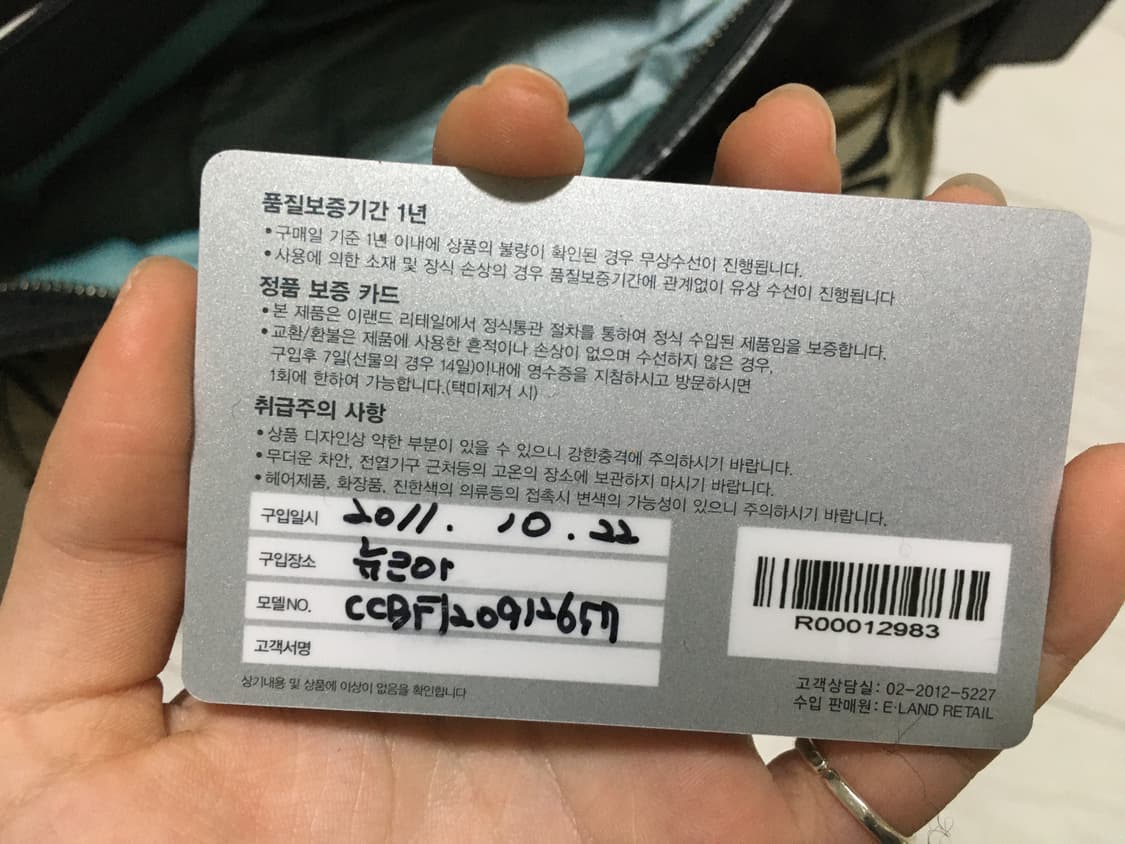 품질보증기간 1년
• 구매일 기준 1년 이내에 상품의 불량이 확인된 경우 무상수선이 진행됩니다.
• 사용에 의한 소재 및 장식 손상의 경우 품질보증기간에 관계없이 유상 수선이 진행됩니다
정품 보증 카드
• 본 제품은 이랜드 리테일에서 정식통관 절차를 통하여 정식 수입된 제품임을 보증합니다.
• 교환/환불은 제품에 사용한 흔적이나 손상이 없으며 수선하지 않은 경우,
구입후 7일(선물의 경우 14일)이내에 영수증을 지참하시고 방문하시면
1회에 한하여 가능합니다.(택미제거 시)
취급주의 사항
• 상품 디자인상 약한 부분이 있을 수 있으니 강한충격에 주의하시기 바랍니다.
• 무더운 차안, 전열기구 근처등의 고온의 장소에 보관하지 마시기 바랍니다.
• 헤어제품, 화장품, 진한색의 의류등의 접촉시 변색의 가능성이 있으니 주의하시기 바랍니다.
구입일시 2011. 10. 22
구입장소 뉴코아
모델NO.
고객서명
상기내용 및 상품에 이상이 없음을 확인합니다
R00012983
고객상담실: 02-2012-5227
수입 판매원: E·LAND RETAIL